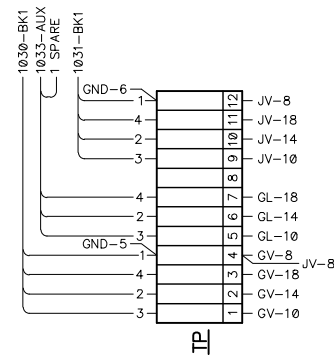 1030-BK1
1033-AUX
1 SPARE
1031-BK1
GND-6
1 12 JV-8
4 11 JV-18
2 10 JV-14
3 9 JV-10
8
4 7 GL-18
2 6 GL-14
3 5 GL-10
GND-5
1 4 GV-8
JV-8
4 3 GV-18
2 2 GV-14
3 1 GV-10
TP